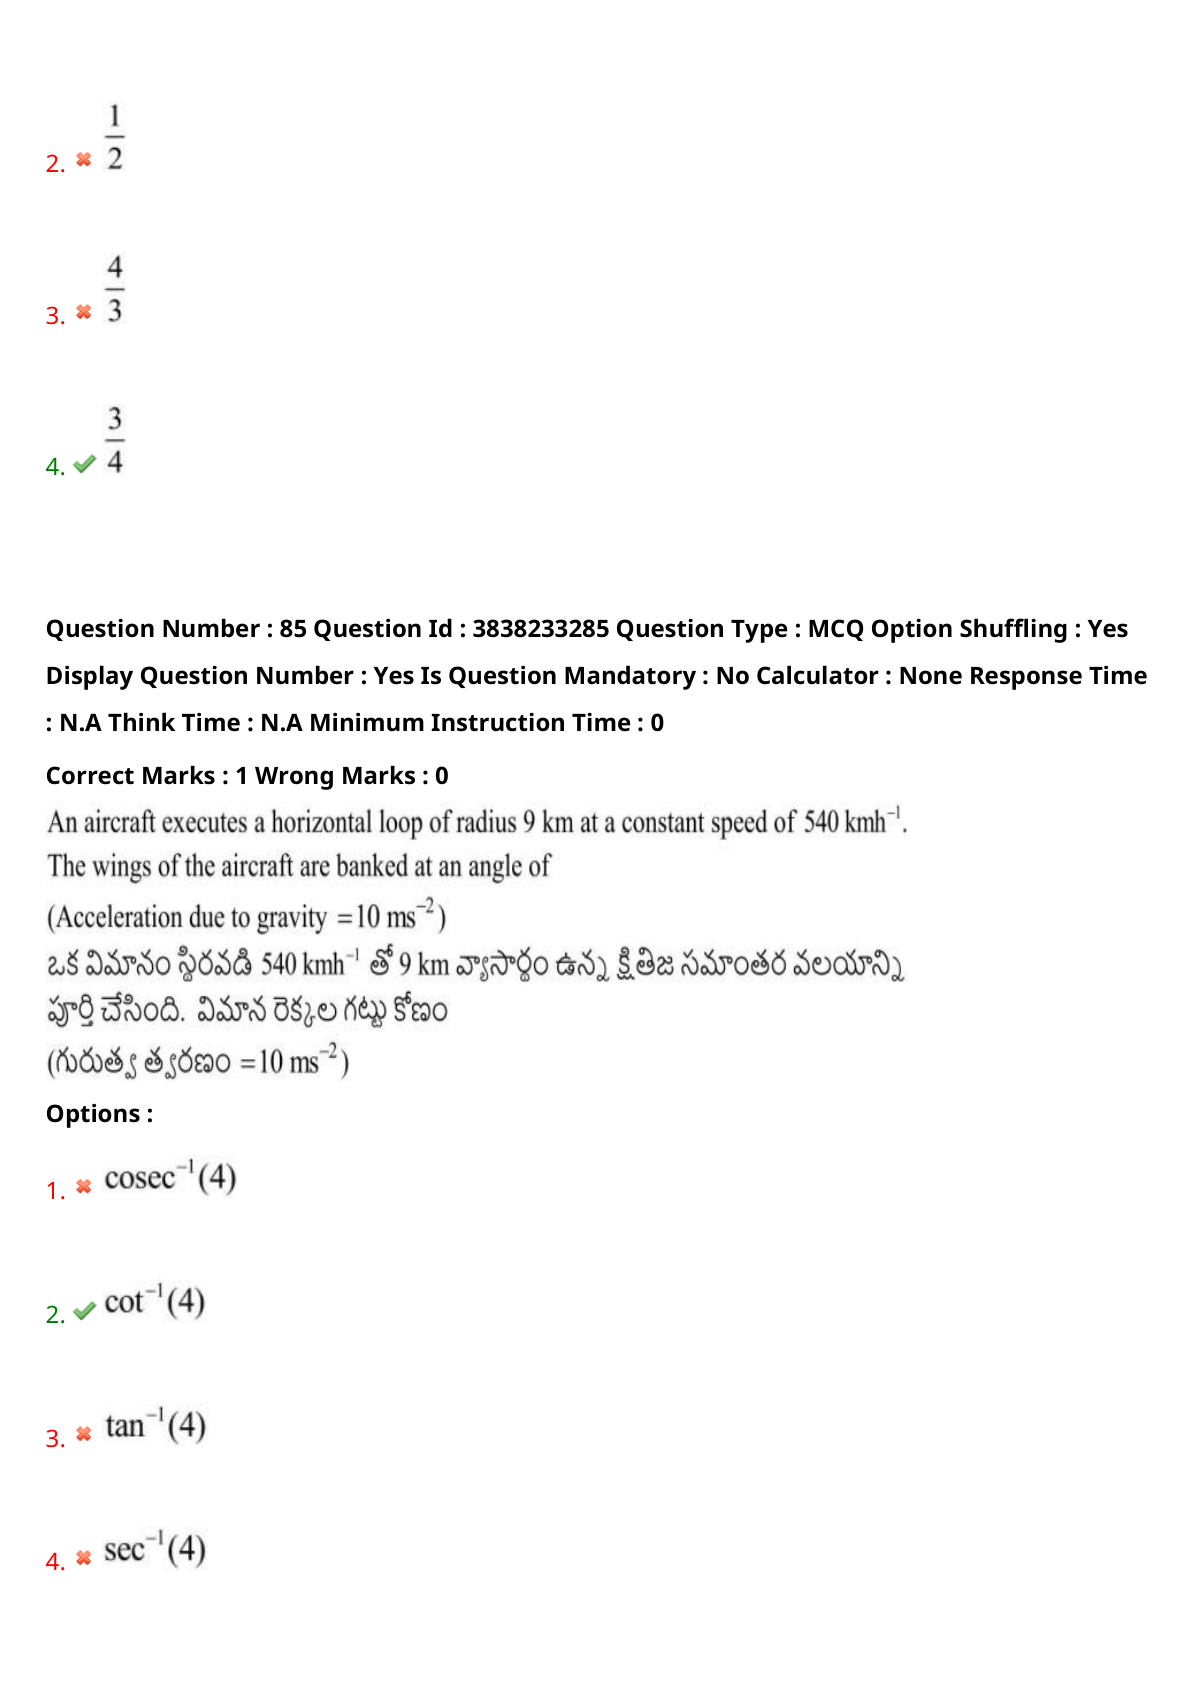 1
2
2.
4
3
3.
3
4
4.
Question Number : 85 Question Id : 3838233285 Question Type : MCQ Option Shuffling : Yes
Display Question Number : Yes Is Question Mandatory : No Calculator : None Response Time
: N.A Think Time : N.A Minimum Instruction Time : 0
Correct Marks : 1 Wrong Marks : 0
An aircraft executes a horizontal loop of radius 9 km at a constant speed of 540 kmh⁻¹.
The wings of the aircraft are banked at an angle of
(Acceleration due to gravity =10 ms⁻²)
ఒక విమానం స్థిరవడి 540 kmh⁻¹ తో 9 km వ్యాసార్థం ఉన్న క్షితిజ సమాంతర వలయాన్ని
పూర్తి చేసింది. విమాన రెక్కల గట్టు కోణం
(గురుత్వ త్వరణం =10 ms⁻²)
Options :
1. cosec⁻¹(4)
2. cot⁻¹(4)
3. tan⁻¹(4)
4. sec⁻¹(4)